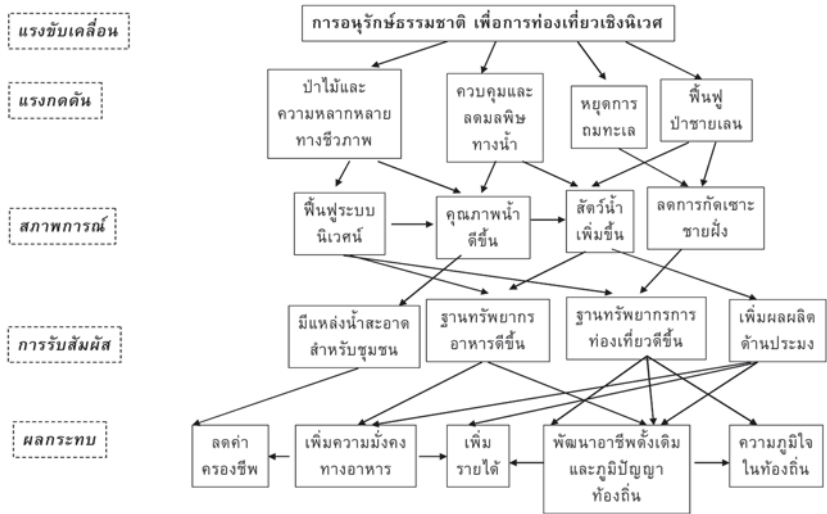 แรงขับเคลื่อน
การอนุรักษ์ธรรมชาติ เพื่อการท่องเที่ยวเชิงนิเวศ
แรงกดดัน
ป่าไม้และ
ความหลากหลาย
ทางชีวภาพ
ควบคุมและ
ลดมลพิษ
ทางน้ำ
หยุดการ
ถมทะเล
ฟื้นฟู
ป่าชายเลน
สภาพการณ์
ฟื้นฟูระบบ
นิเวศน์
คุณภาพน้ำ
ดีขึ้น
สัตว์น้ำ
เพิ่มขึ้น
ลดการกัดเซาะ
ชายฝั่ง
การรับสัมผัส
มีแหล่งน้ำสะอาด
สำหรับชุมชน
ฐานทรัพยากร
อาหารดีขึ้น
ฐานทรัพยากรการ
ท่องเที่ยวดีขึ้น
เพิ่มผลผลิต
ด้านประมง
ผลกระทบ
ลดค่า
ครองชีพ
เพิ่มความมั่งคง
ทางอาหาร
เพิ่ม
รายได้
พัฒนาอาชีพดั้งเดิม
และภูมิปัญญา
ท้องถิ่น
ความภูมิใจ
ในท้องถิ่น